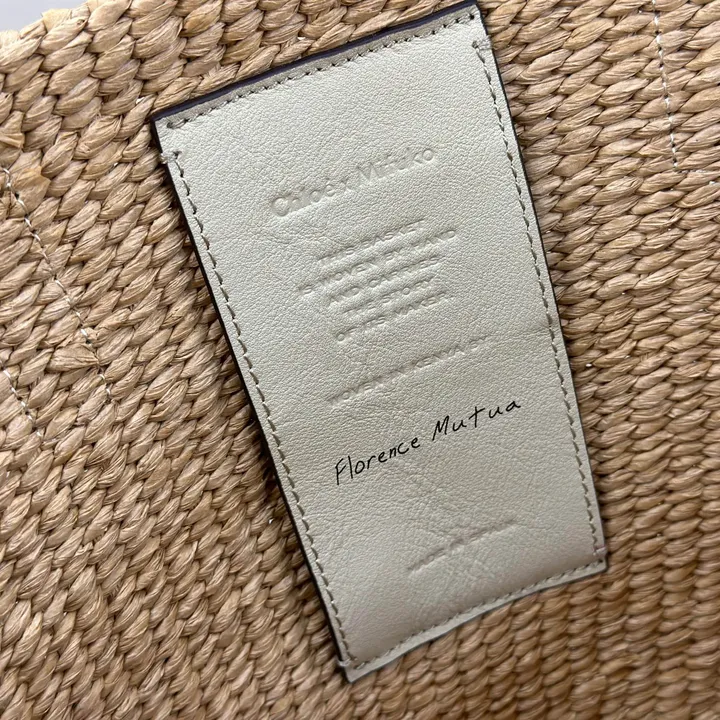 Chloé x Mifuko
THIS BASKET
IS WOVEN BY HAND
AND CARRIES
THE STORY
OF ITS MAKER
WOVEN IN KENYA BY
Florence Mutua